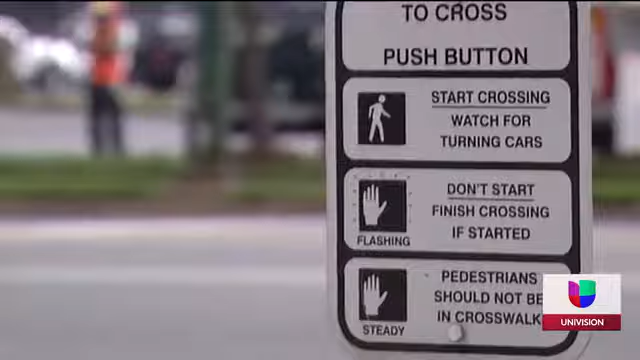 TO CROSS
PUSH BUTTON
START CROSSING
WATCH FOR
TURNING CARS
DON'T START
FINISH CROSSING
IF STARTED
FLASHING
PEDESTRIANS
SHOULD NOT BE
IN CROSSWALK
STEADY
UNIVISION